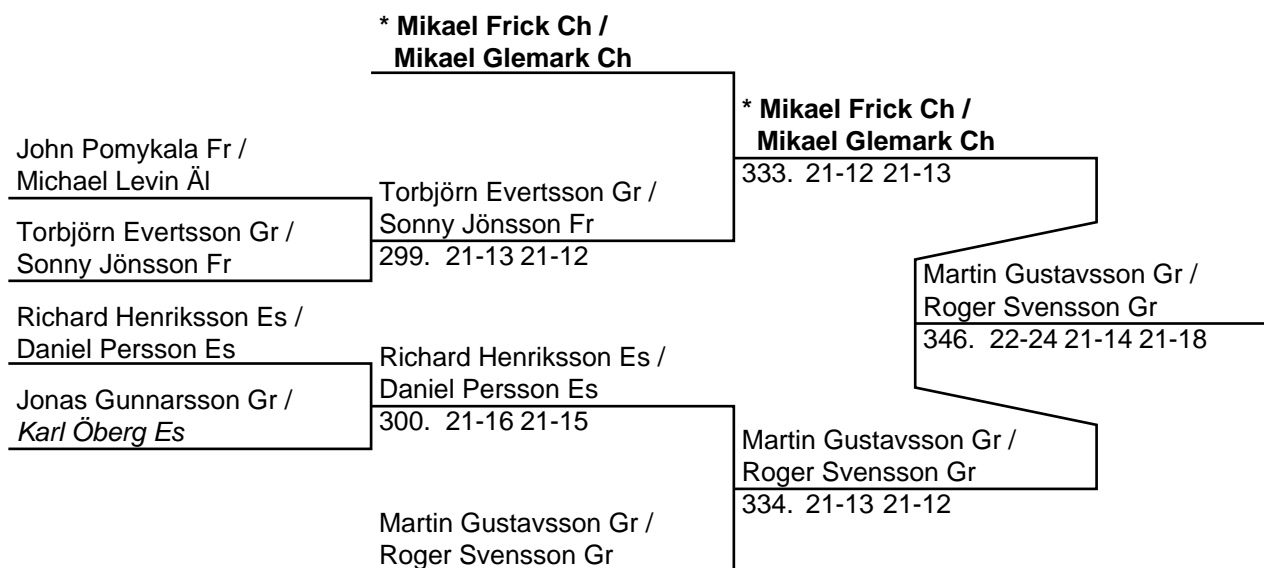 * Mikael Frick Ch /
Mikael Glemark Ch
* Mikael Frick Ch /
Mikael Glemark Ch
333. 21-12 21-13
John Pomykala Fr /
Michael Levin Äl
Torbjörn Evertsson Gr /
Sonny Jönsson Fr
299. 21-13 21-12
Torbjörn Evertsson Gr /
Sonny Jönsson Fr
Martin Gustavsson Gr /
Roger Svensson Gr
346. 22-24 21-14 21-18
Richard Henriksson Es /
Daniel Persson Es
Richard Henriksson Es /
Daniel Persson Es
300. 21-16 21-15
Jonas Gunnarsson Gr /
Karl Öberg Es
Martin Gustavsson Gr /
Roger Svensson Gr
334. 21-13 21-12
Martin Gustavsson Gr /
Roger Svensson Gr